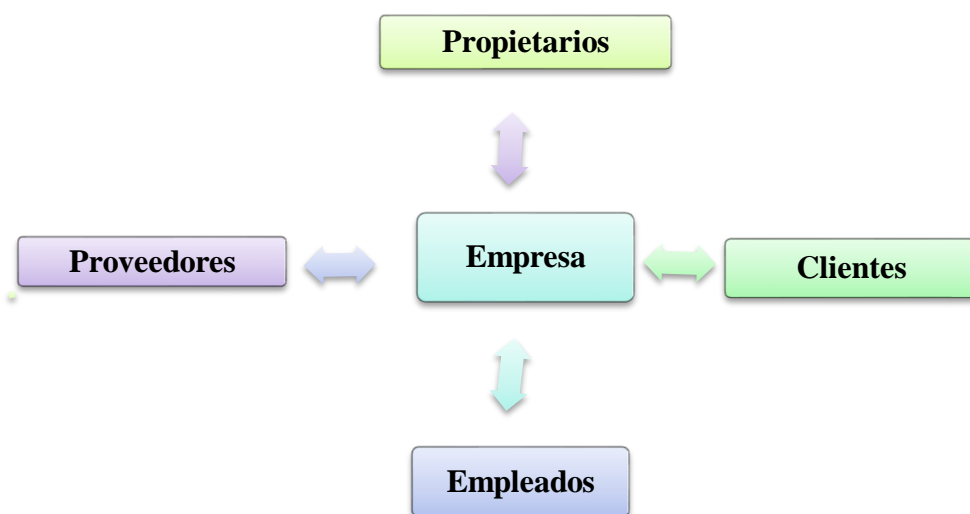 Propietarios
Proveedores
Empresa
Clientes
Empleados